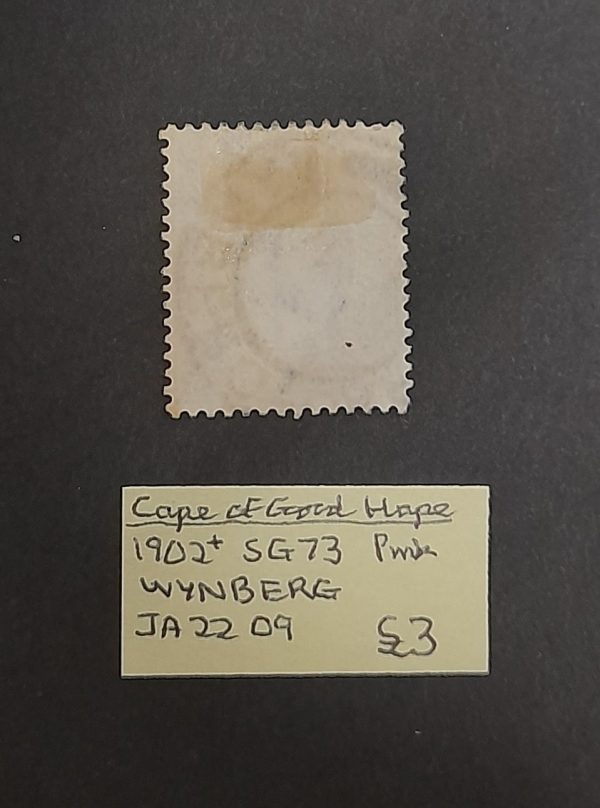 Cape of Good Hope
1902+ SG73 Pmk
WYNBERG
JA 22 09 £3